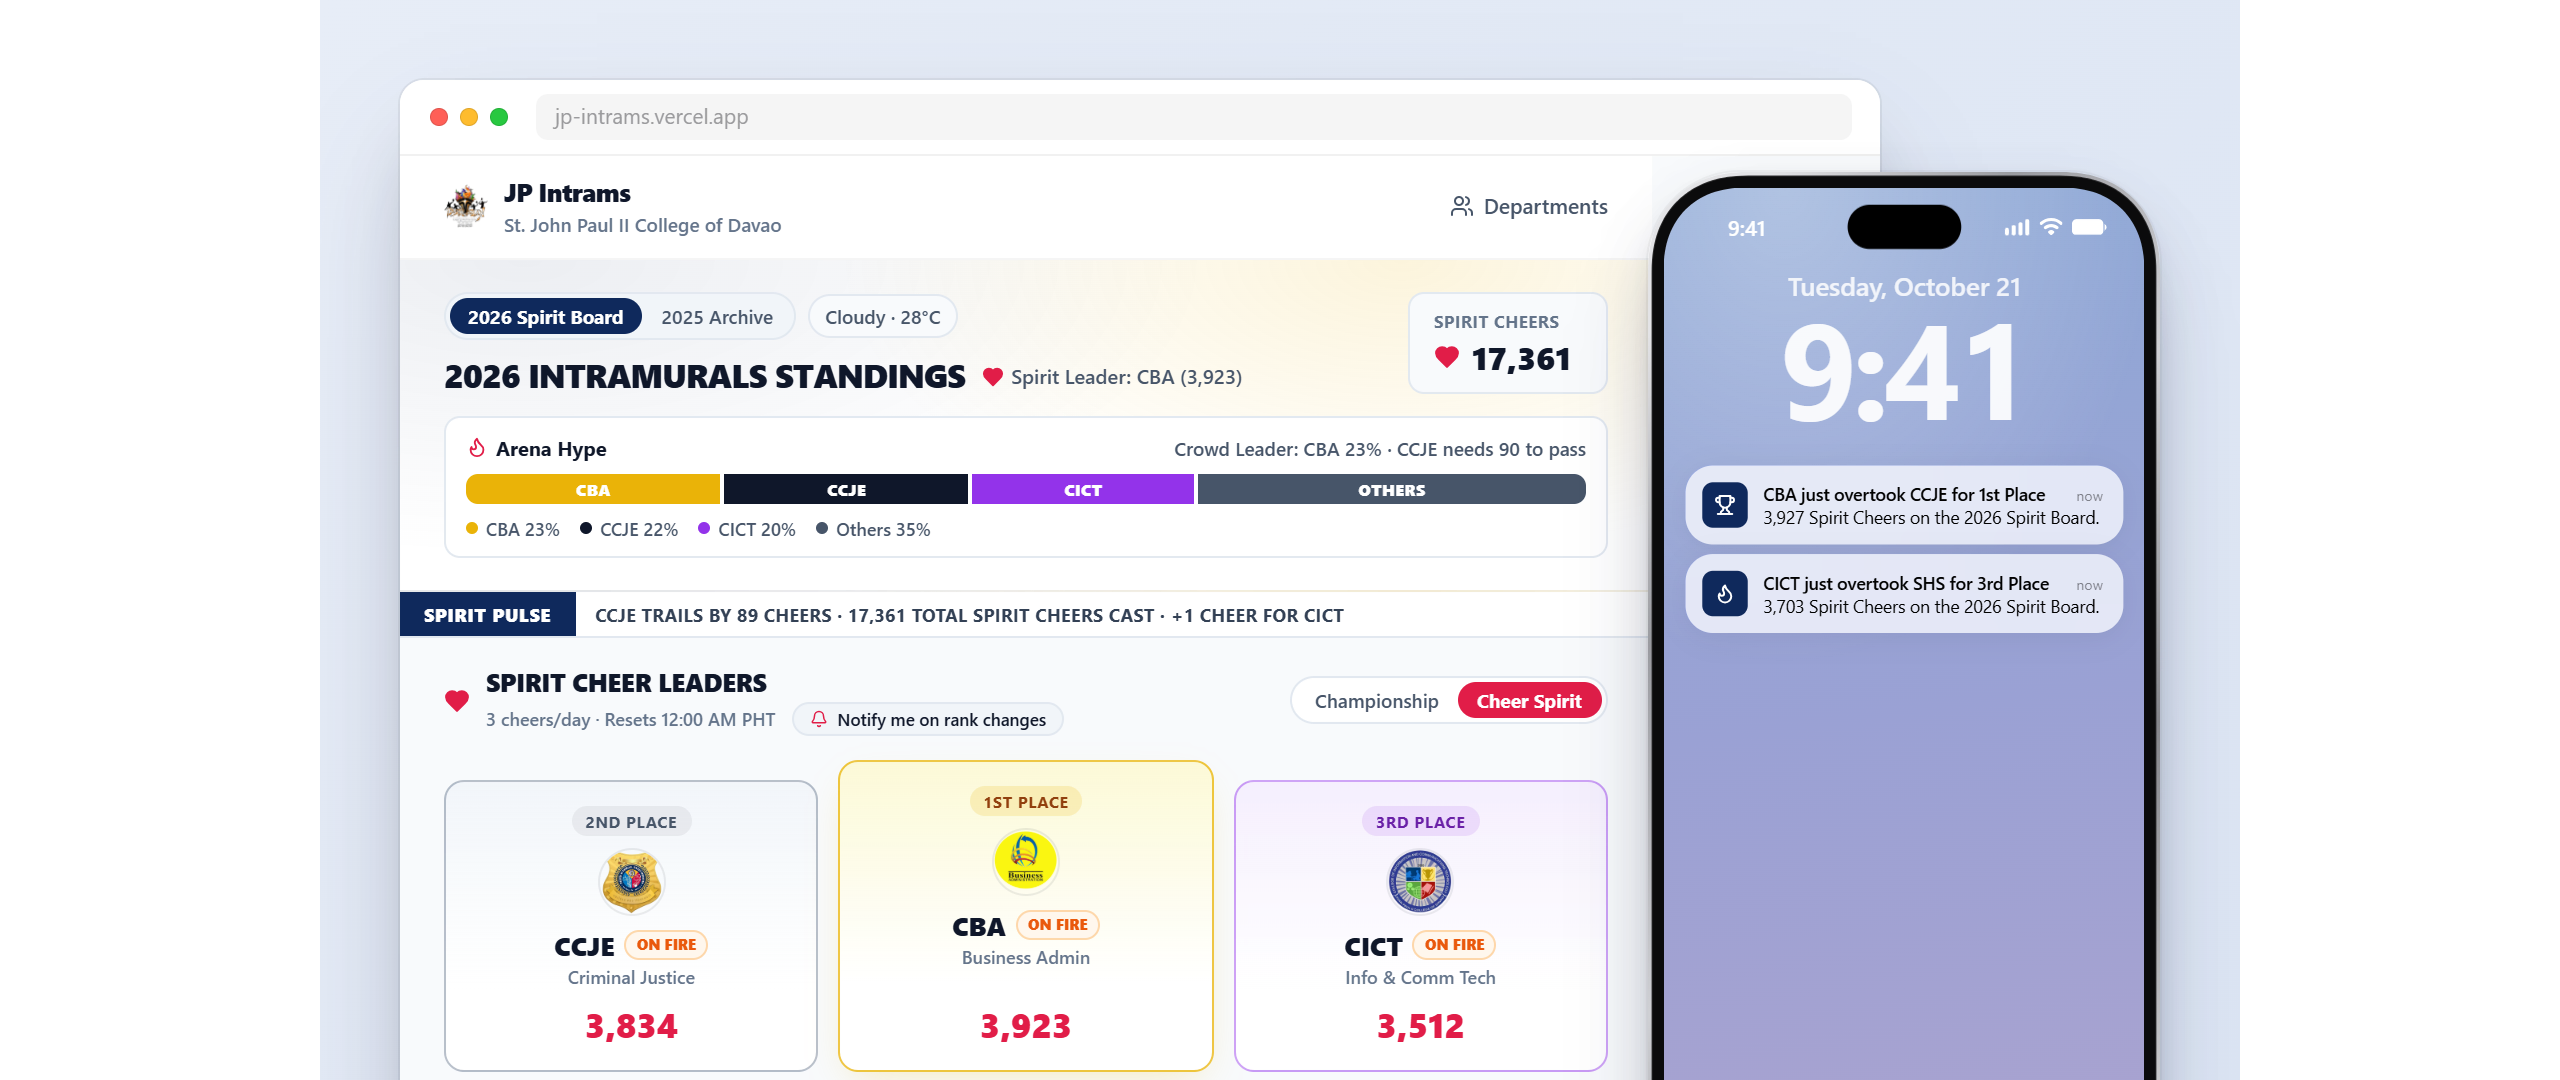 jp-intrams.vercel.app
JP Intrams
St. John Paul II College of Davao
Departments
2026 Spirit Board
2025 Archive
Cloudy · 28°C
SPIRIT CHEERS
17,361
2026 INTRAMURALS STANDINGS
Spirit Leader: CBA (3,923)
Arena Hype
Crowd Leader: CBA 23% · CCJE needs 90 to pass
CBA
CCJE
CICT
OTHERS
CBA 23%
CCJE 22%
CICT 20%
Others 35%
SPIRIT PULSE
CCJE TRAILS BY 89 CHEERS · 17,361 TOTAL SPIRIT CHEERS CAST · +1 CHEER FOR CICT
SPIRIT CHEER LEADERS
3 cheers/day · Resets 12:00 AM PHT
Notify me on rank changes
Championship
Cheer Spirit
2ND PLACE
CCJE
ON FIRE
Criminal Justice
3,834
1ST PLACE
Business
CBA
ON FIRE
Business Admin
3,923
3RD PLACE
CICT
ON FIRE
Info & Comm Tech
3,512
9:41
Tuesday, October 21
9:41
CBA just overtook CCJE for 1st Place
now
3,927 Spirit Cheers on the 2026 Spirit Board.
CICT just overtook SHS for 3rd Place
now
3,703 Spirit Cheers on the 2026 Spirit Board.